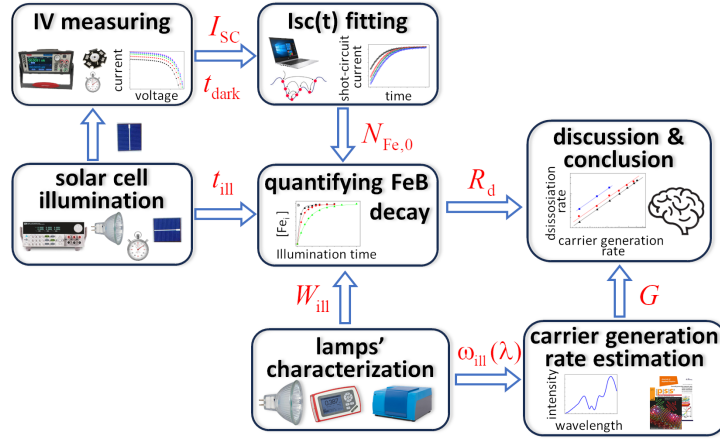 IV measuring
current
voltage
I_SC
t_dark
Isc(t) fitting
shot-circuit
current
time
N_Fe,0
solar cell
illumination
t_ill
quantifying FeB
decay
[Fe_i]
Illumination time
R_d
discussion &
conclusion
dsissosiation
rate
carrier generation
rate
W_ill
G
lamps'
characterization
ω_ill(λ)
carrier generation
rate estimation
intensity
wavelength